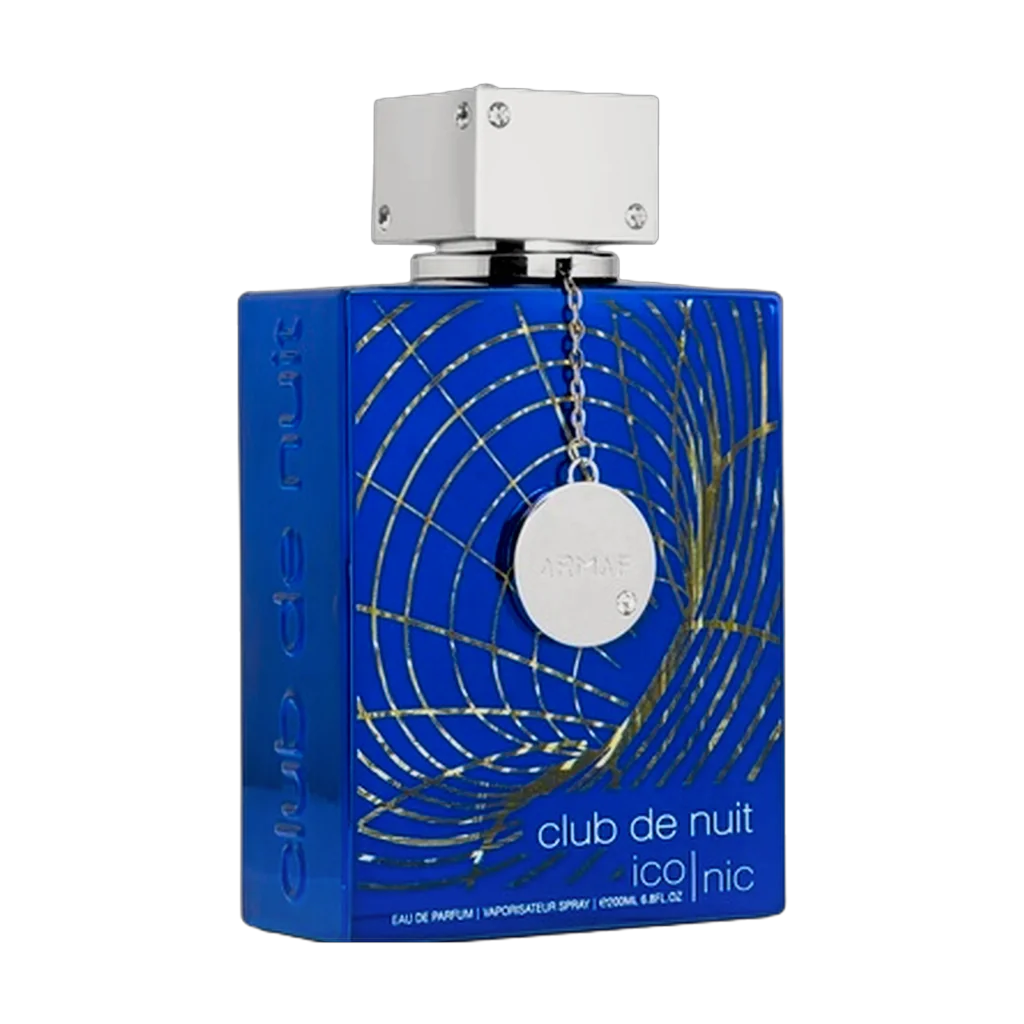 club de nuit
ARMAF
club de nuit
ico|nic
EAU DE PARFUM | VAPORISATEUR SPRAY | ℮200ML 6.8FL.OZ